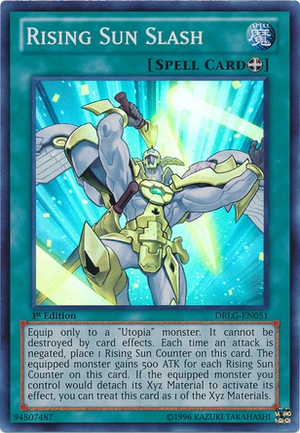 RISING SUN SLASH
魔
[SPELL CARD]
1st Edition
DRLG-EN051
Equip only to a "Utopia" monster. It cannot be
destroyed by card effects. Each time an attack is
negated, place 1 Rising Sun Counter on this card. The
equipped monster gains 500 ATK for each Rising
Sun Counter on this card. If the equipped monster you
control would detach its Xyz Material to activate its
effect, you can treat this card as 1 of the Xyz Materials.
94807487
©1996 KAZUKI TAKAHASHI